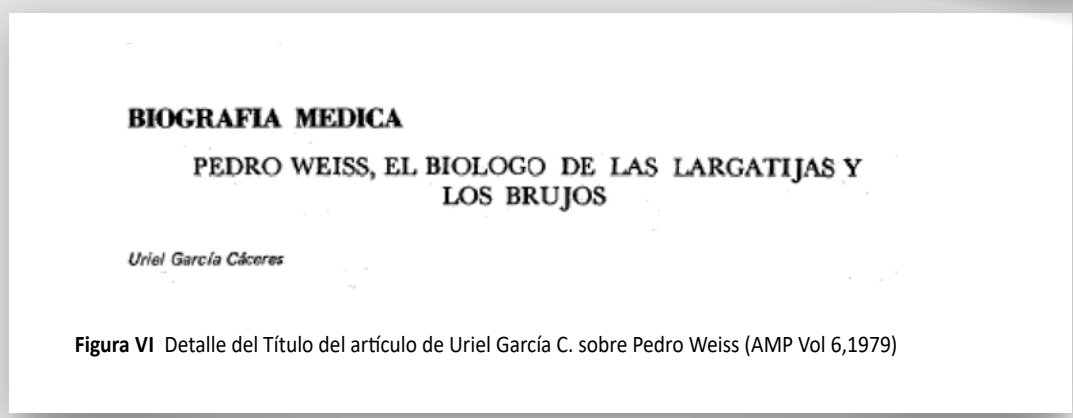 BIOGRAFIA MEDICA
PEDRO WEISS, EL BIOLOGO DE LAS LARGATIJAS Y
LOS BRUJOS
Uriel García Cáceres
Figura VI Detalle del Título del artículo de Uriel García C. sobre Pedro Weiss (AMP Vol 6,1979)